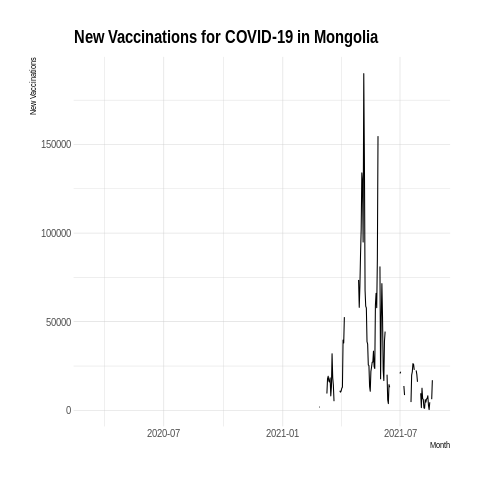 New Vaccinations for COVID-19 in Mongolia
New Vaccinations
150000
100000
50000
0
2020-07
2021-01
2021-07
Month